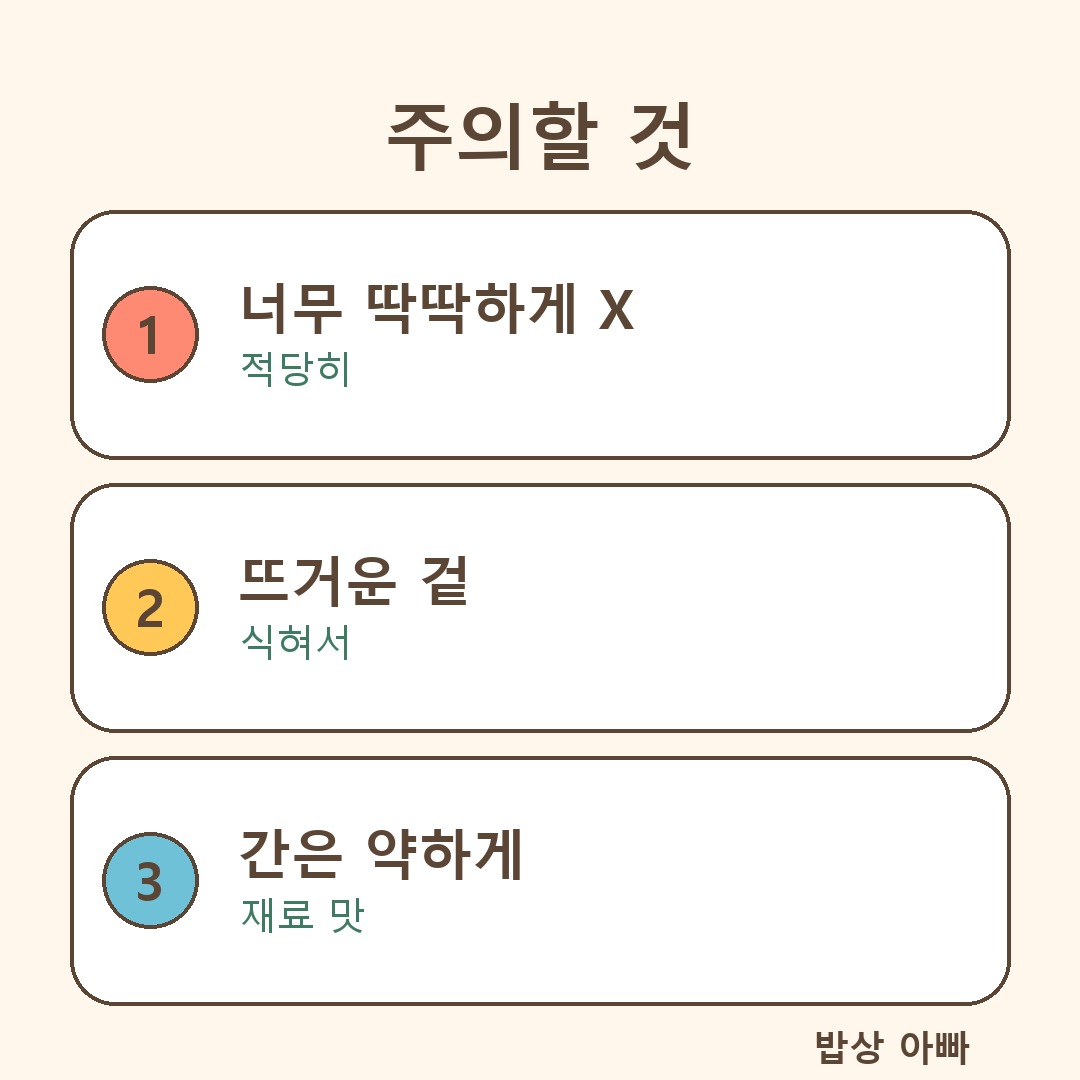 주의할 것
1
너무 딱딱하게 X
적당히
2
뜨거운 겉
식혀서
3
간은 약하게
재료 맛
밥상 아빠